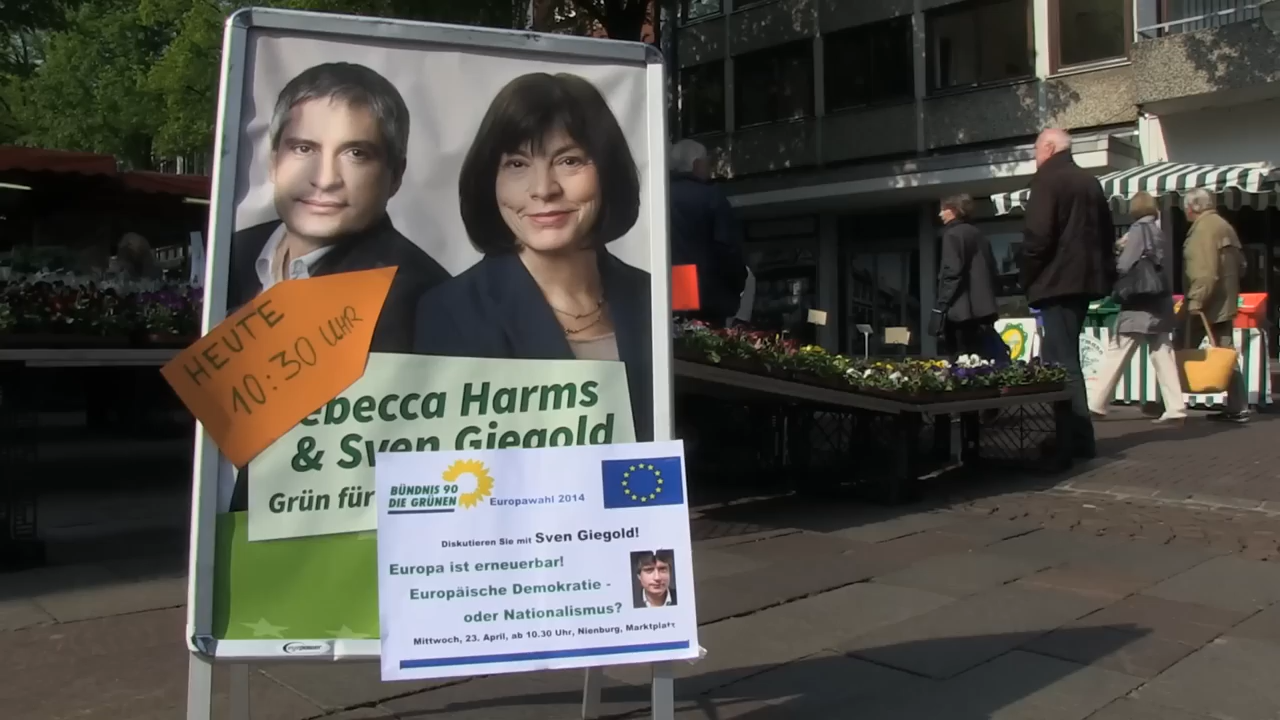 HEUTE
10:30 UHR
ebecca Harms
& Sven Giegold
Grün für
BÜNDNIS 90
DIE GRÜNEN
Europawahl 2014
Diskutieren Sie mit Sven Giegold!
Europa ist erneuerbar!
Europäische Demokratie -
oder Nationalismus?
Mittwoch, 23. April, ab 10.30 Uhr, Nienburg, Marktplatz